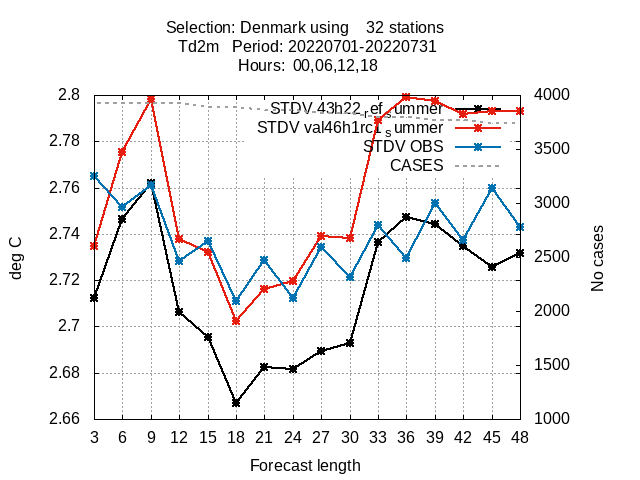 Selection: Denmark using 32 stations
Td2m Period: 20220701-20220731
Hours: 00,06,12,18
2.8
2.78
2.76
2.74
2.72
2.7
2.68
2.66
deg C
STDV 43h22_ref_summer
STDV val46h1rc1_summer
STDV OBS
CASES
4000
3500
3000
2500
2000
1500
1000
No cases
3 6 9 12 15 18 21 24 27 30 33 36 39 42 45 48
Forecast length